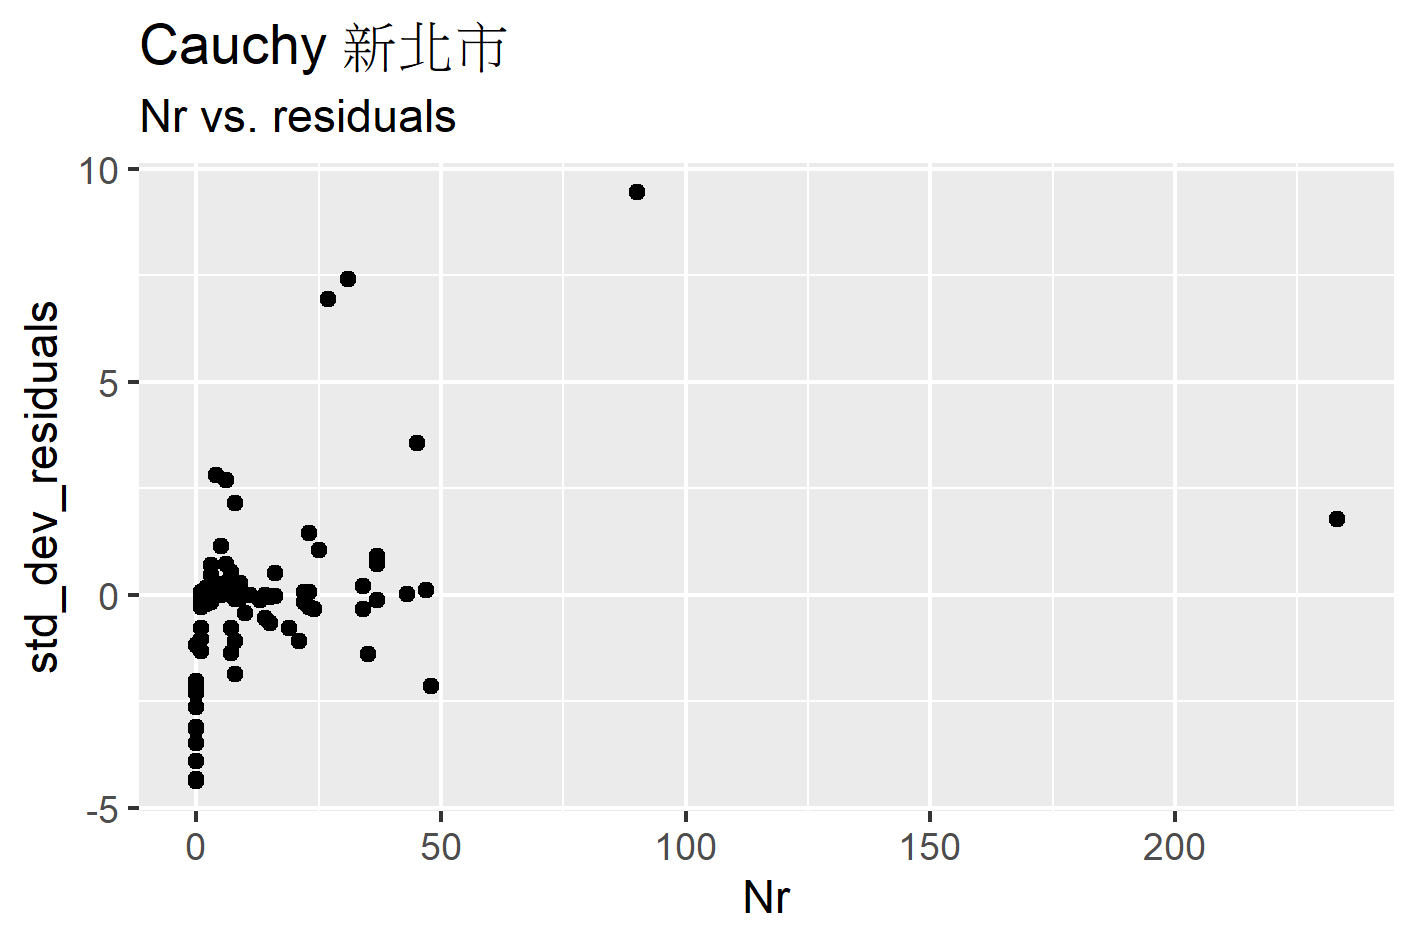 Cauchy 新北市
Nr vs. residuals
10
5
0
-5
std_dev_residuals
0 50 100 150 200
Nr